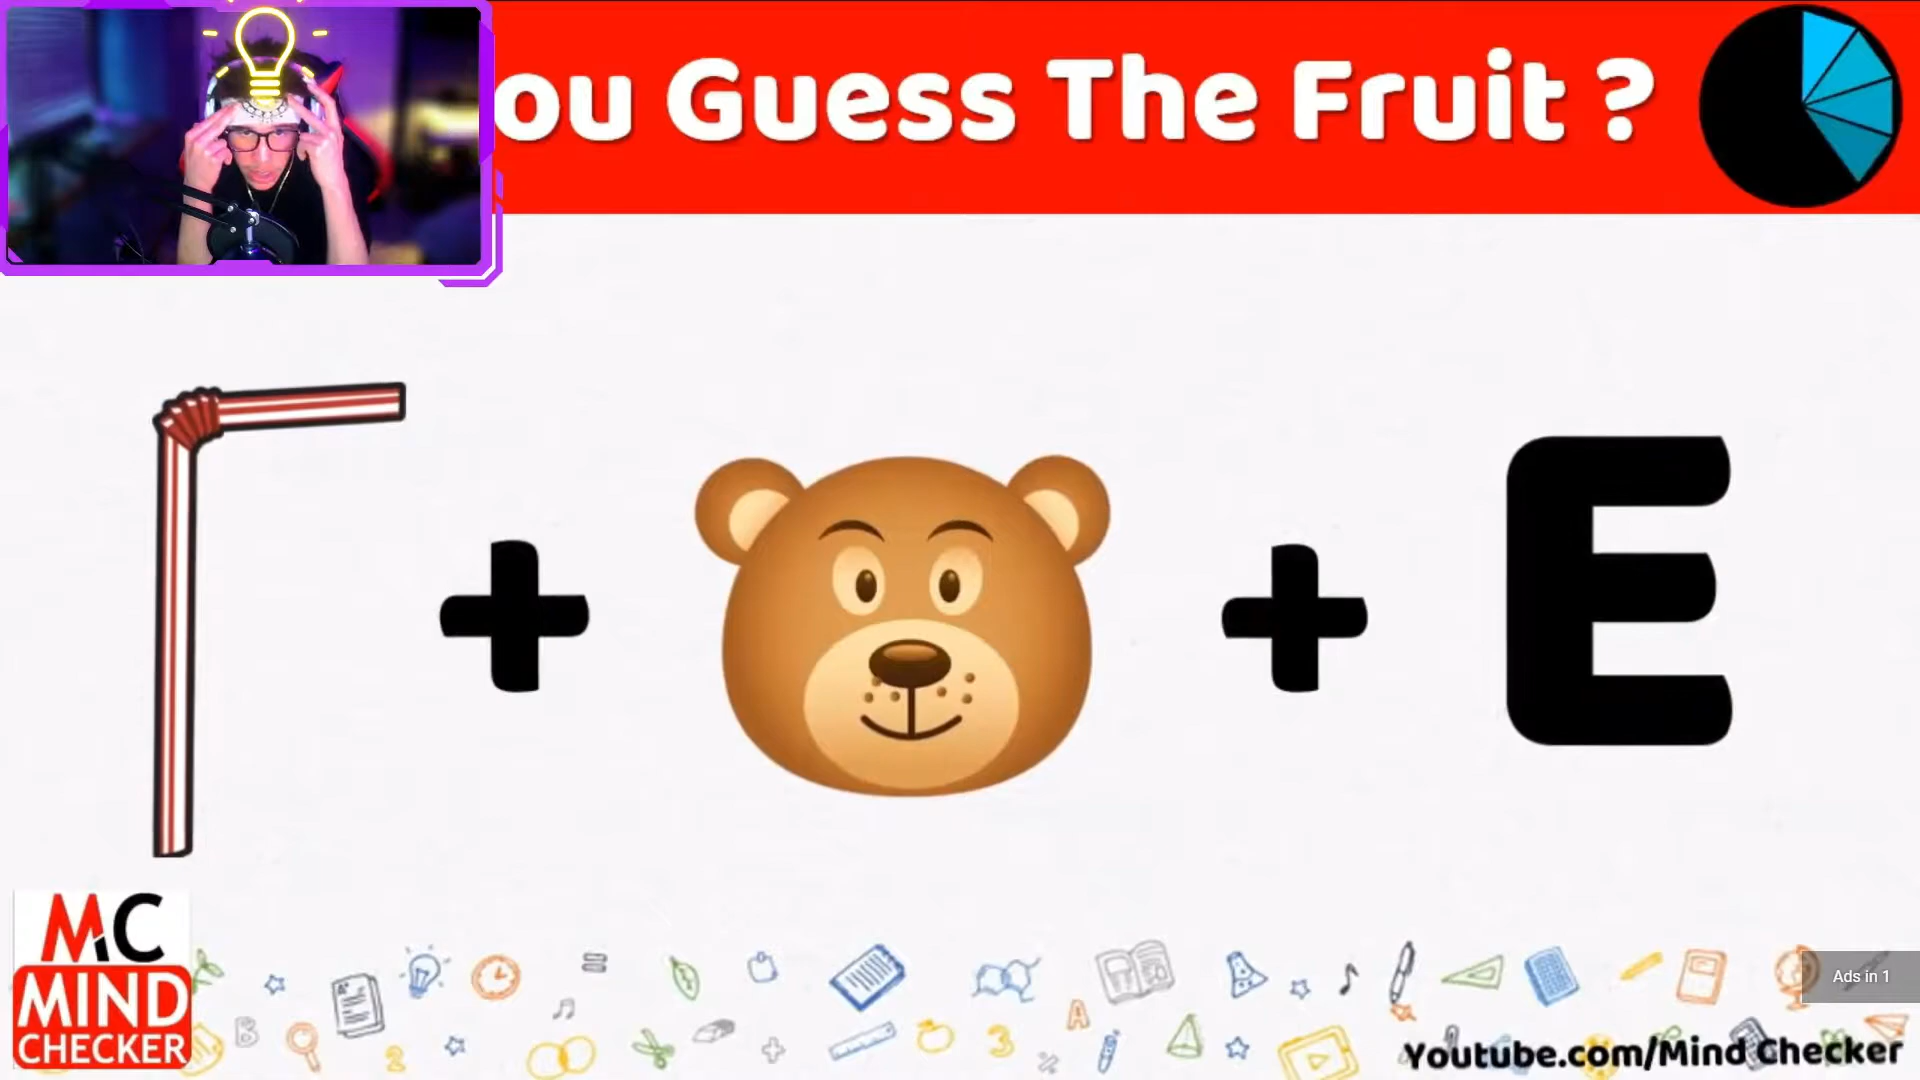 ou Guess The Fruit ?
+ + E
MC
MIND
CHECKER
Ads in 1
Youtube.com/Mind Checker